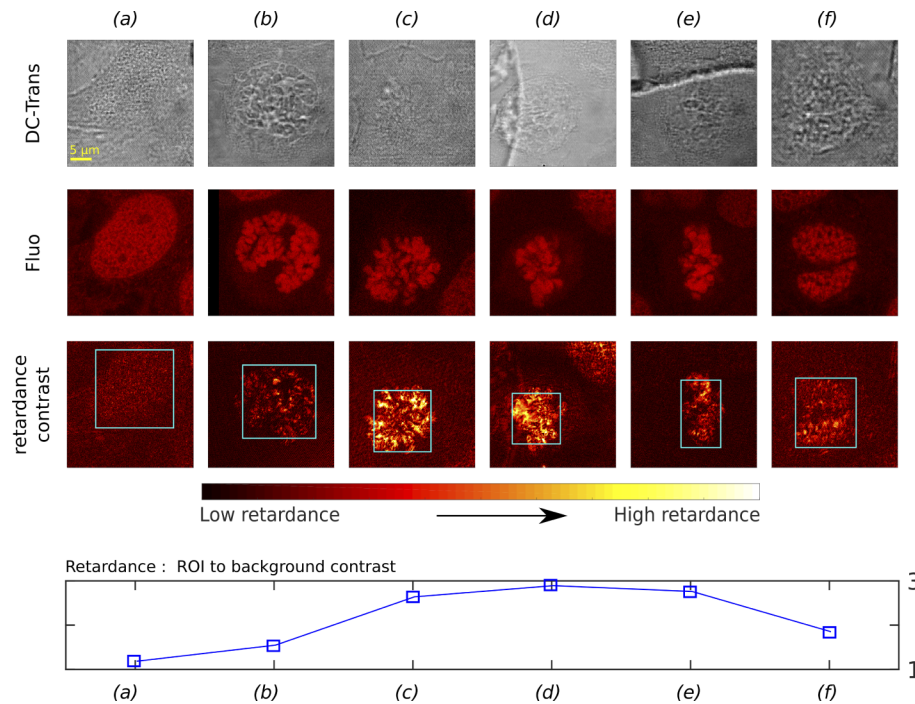 (a) (b) (c) (d) (e) (f)
DC-Trans
5 μm
Fluo
retardance
contrast
Low retardance High retardance
Retardance : ROI to background contrast
3
1
(a) (b) (c) (d) (e) (f)